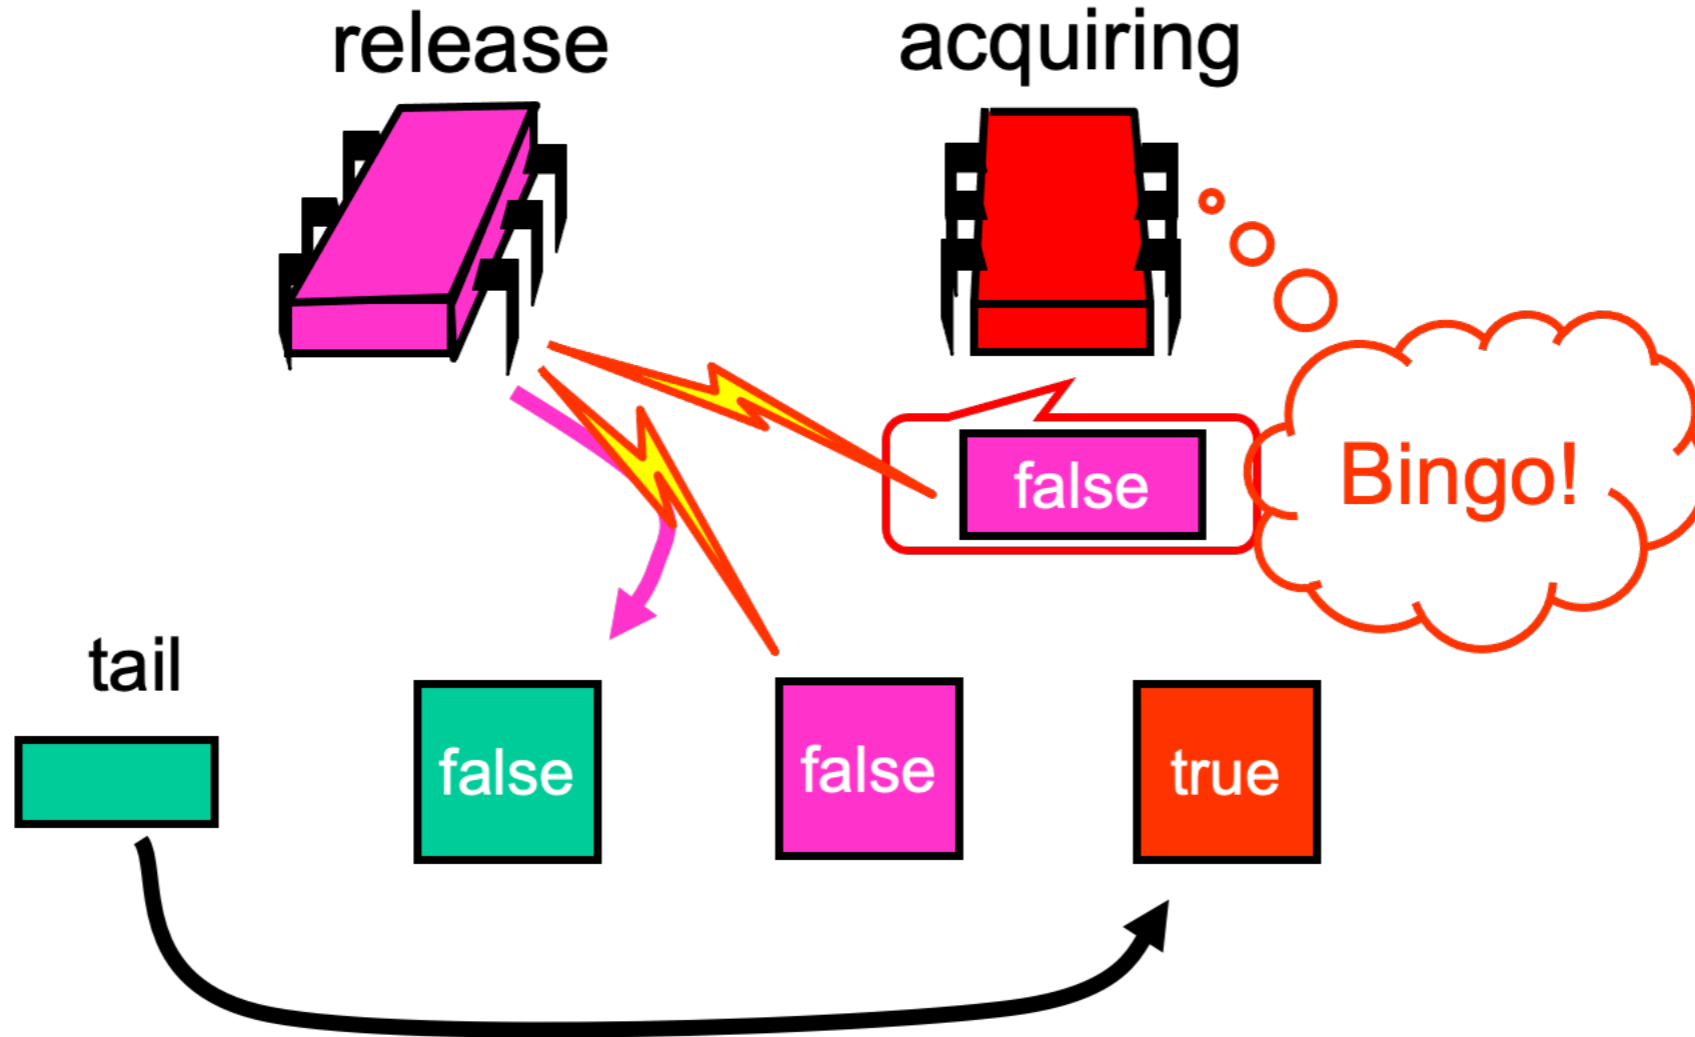 release
acquiring
false
Bingo!
tail
false
false
true